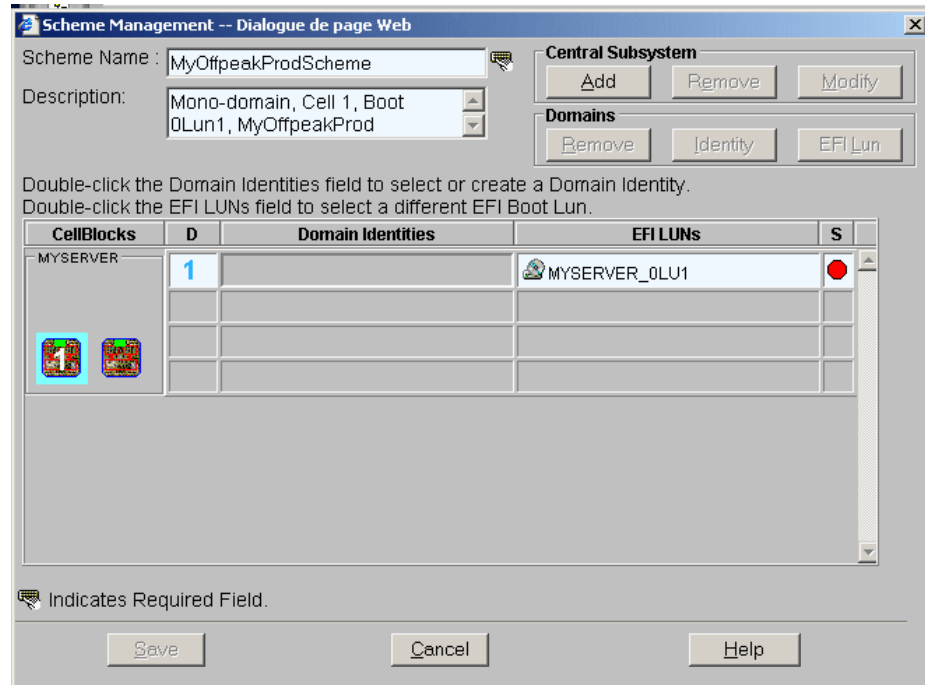 Scheme Management -- Dialogue de page Web
Scheme Name :
MyOffpeakProdScheme
Description:
Mono-domain, Cell 1, Boot
0Lun1, MyOffpeakProd
Central Subsystem
Add Remove Modify
Domains
Remove Identity EFI Lun
Double-click the Domain Identities field to select or create a Domain Identity.
Double-click the EFI LUNs field to select a different EFI Boot Lun.
CellBlocks D Domain Identities EFI LUNs S
MYSERVER
1 MYSERVER_0LU1
1
Indicates Required Field.
Save Cancel Help